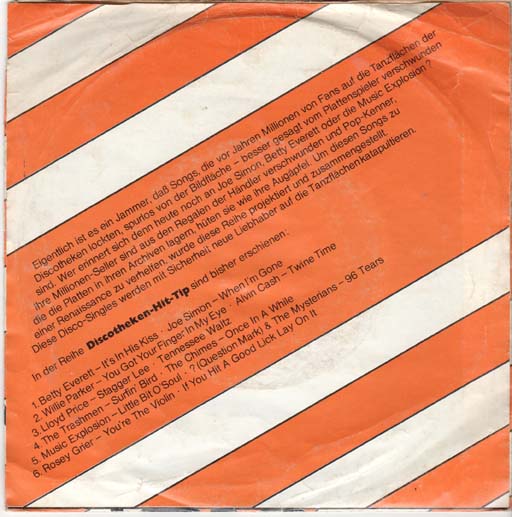 Eigentlich ist es ein Jammer, daß Songs, die vor Jahren Millionen von Fans auf die Tanzflächen der
Discotheken lockten, spurlos von der Bildfläche – besser gesagt vom Plattenspieler verschwunden
sind. Wer erinnert sich denn heute noch an Joe Simon, Betty Everett oder die Music Explosion?
Ihre Millionen-Seller sind aus den Regalen der Händler verschwunden und Pop-Kenner,
die die Platten in ihren Archiven lagern, hüten sie wie ihre Augäpfel. Um diesen Songs zu
einer Renaissance zu verhelfen, wurde diese Reihe projektiert und zusammengestellt.
Diese Disco-Singles werden mit Sicherheit neue Liebhaber auf die Tanzflächen katapultieren.
In der Reihe Discotheken-Hit-Tip sind bisher erschienen:
1. Betty Everett – It's In His Kiss · Joe Simon – When I'm Gone
2. Willie Parker – You Got Your Finger In My Eye · Alvin Cash – Twine Time
3. Lloyd Price – Stagger Lee · Tennessee Waltz
4. The Trashmen – Surfin' Bird · The Chimes – Once In A While
5. Music Explosion – Little Bit O'Soul · ? (Question Mark) & The Mysterians – 96 Tears
6. Rosey Grier – You're The Violin · If You Hit A Good Lick Lay On It